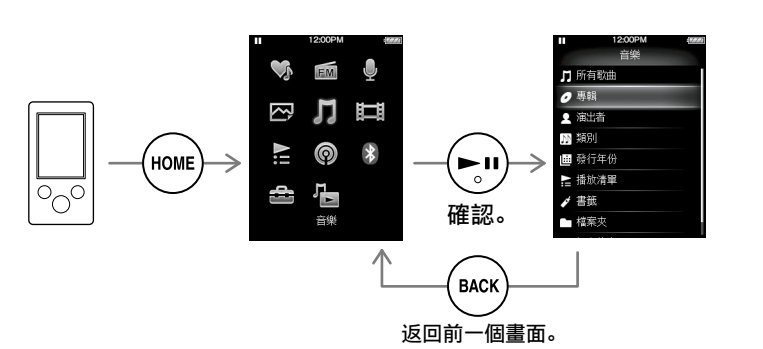 12:00PM
FM
音樂
HOME
確認。
12:00PM
音樂
所有歌曲
專輯
演出者
類別
發行年份
播放清單
書籤
檔案夾
BACK
返回前一個畫面。